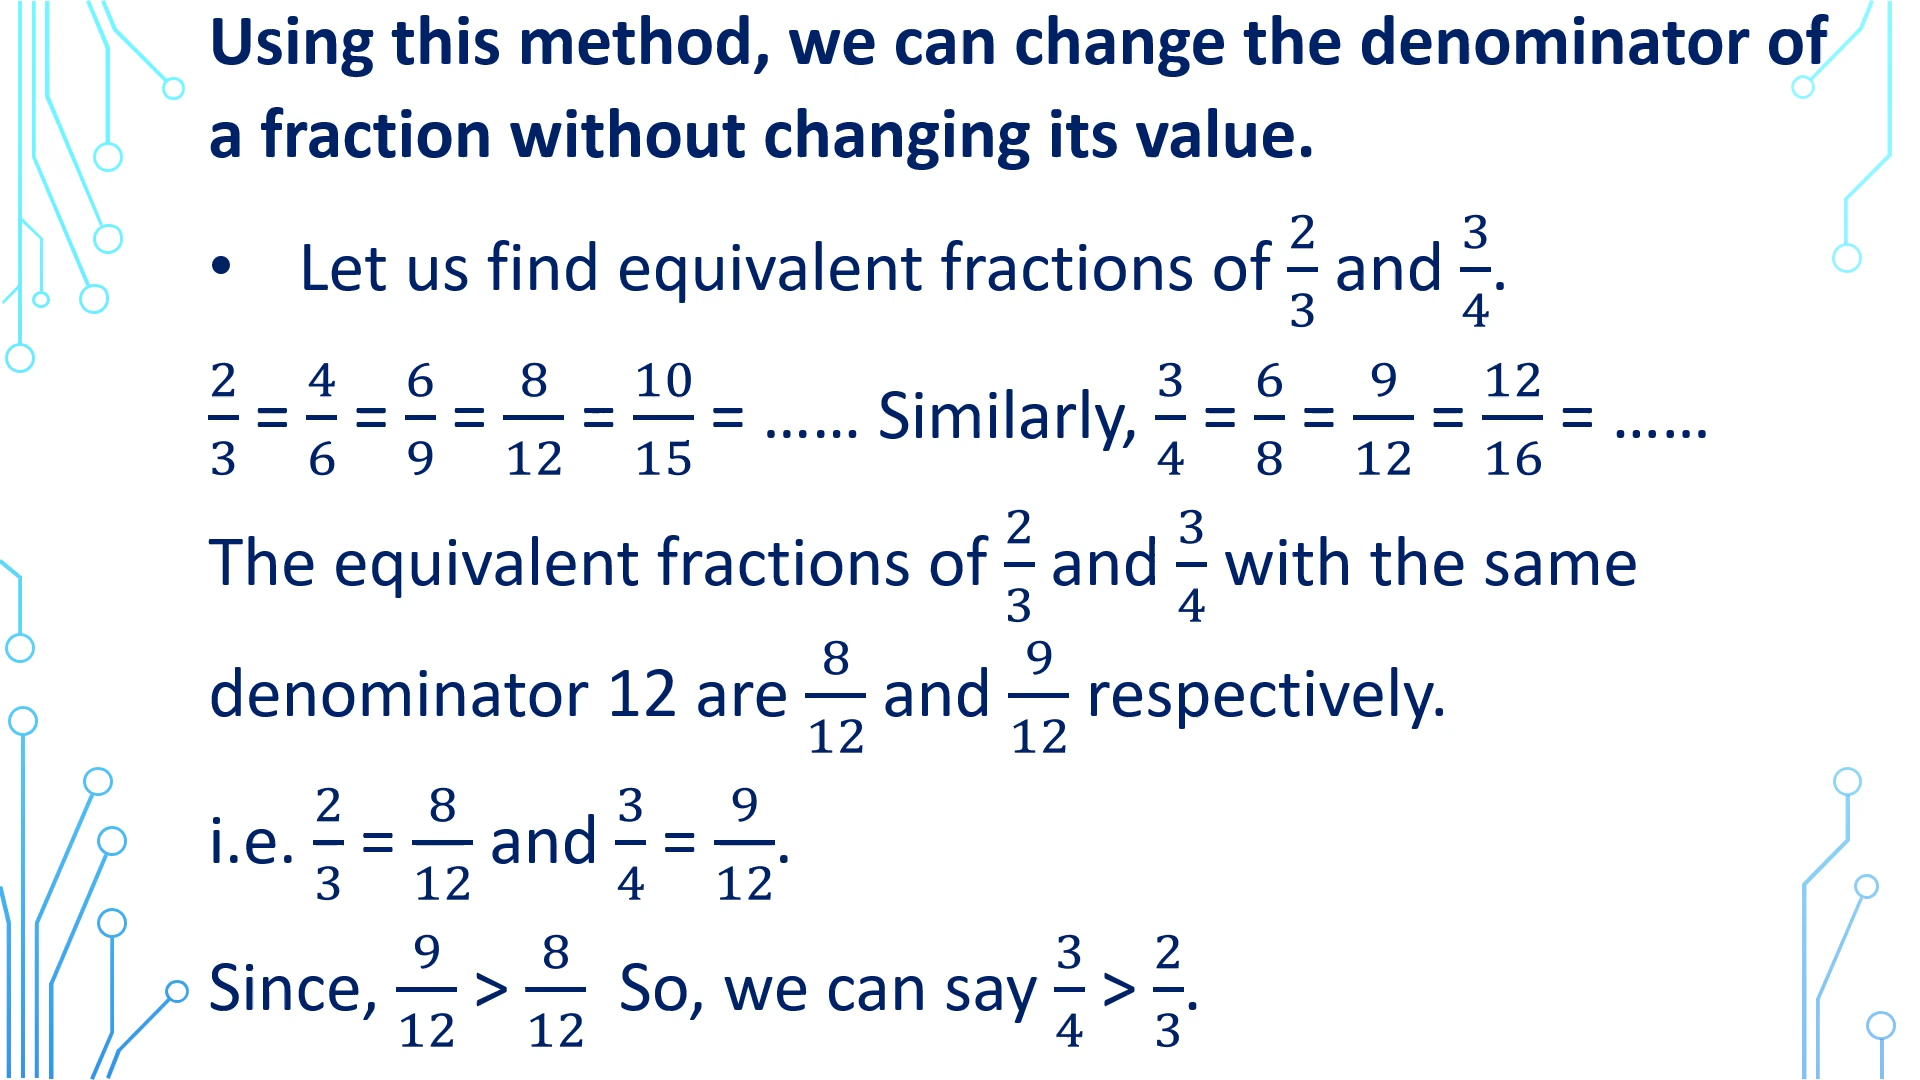 Using this method, we can change the denominator of
a fraction without changing its value.
• Let us find equivalent fractions of 2/3 and 3/4.
2/3 = 4/6 = 6/9 = 8/12 = 10/15 = …… Similarly, 3/4 = 6/8 = 9/12 = 12/16 = ……
The equivalent fractions of 2/3 and 3/4 with the same
denominator 12 are 8/12 and 9/12 respectively.
i.e. 2/3 = 8/12 and 3/4 = 9/12.
Since, 9/12 > 8/12 So, we can say 3/4 > 2/3.